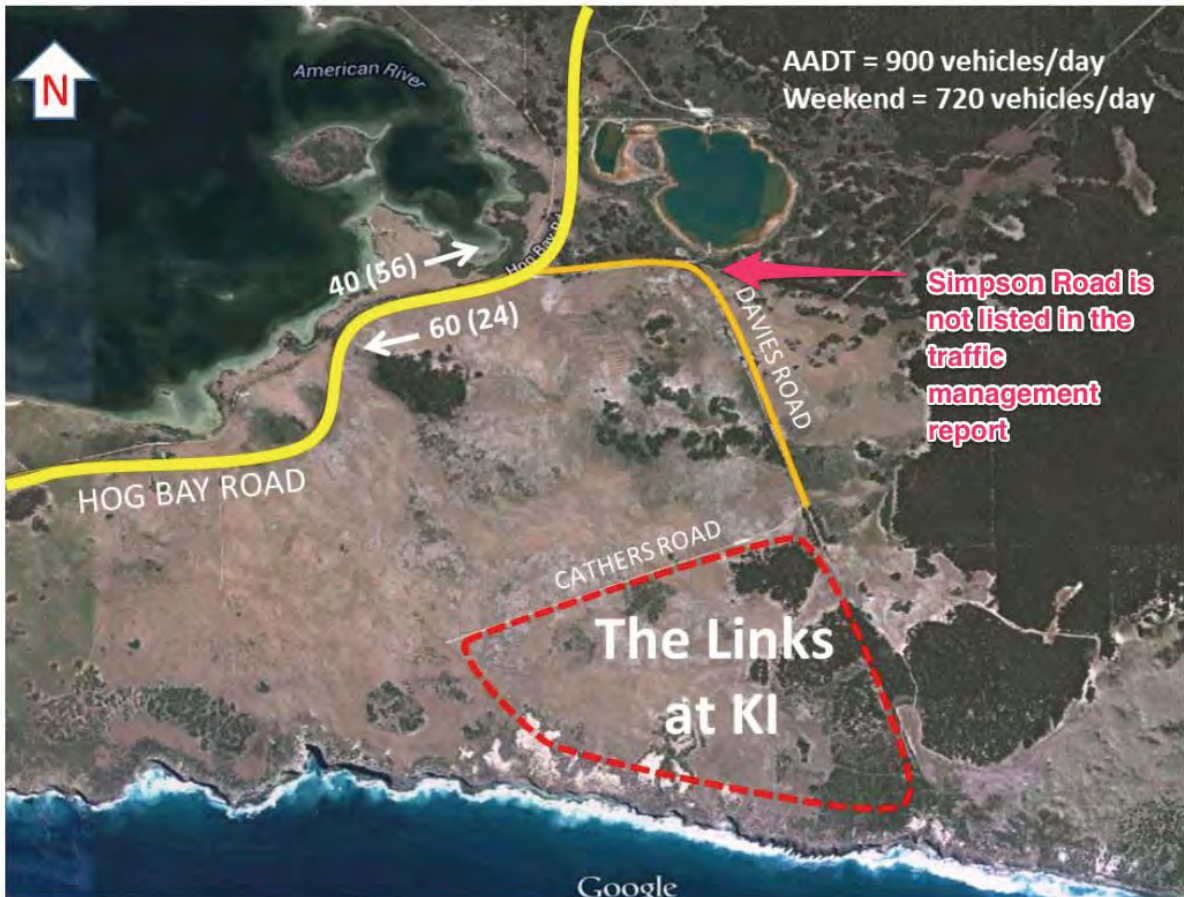 N
American River
AADT = 900 vehicles/day
Weekend = 720 vehicles/day
40 (56)
Hog Bay Rd
60 (24)
Simpson Road is
not listed in the
traffic
management
report
DAVIES ROAD
HOG BAY ROAD
CATHERS ROAD
The Links
at KI
Google